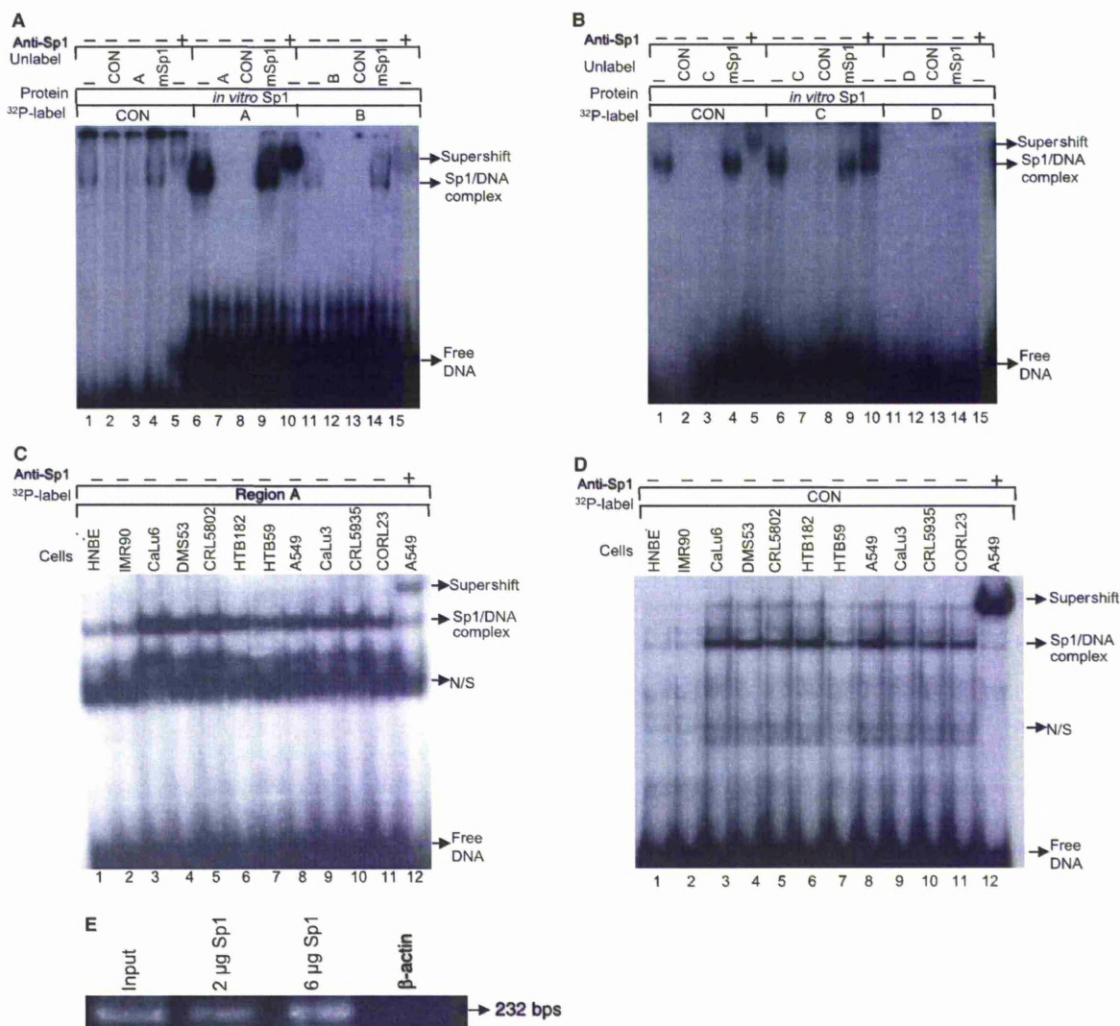 A
Anti-Sp1 – – – – + – – – – + – – – – +
Unlabel – CON A mSp1 – – A CON mSp1 – – B CON mSp1 –
Protein in vitro Sp1
32P-label CON A B
Supershift
Sp1/DNA
complex
Free
DNA
1 2 3 4 5 6 7 8 9 10 11 12 13 14 15
B
Anti-Sp1 – – – – + – – – – + – – – – +
Unlabel – CON C mSp1 – – C CON mSp1 – – D CON mSp1 –
Protein in vitro Sp1
32P-label CON C D
Supershift
Sp1/DNA
complex
Free
DNA
1 2 3 4 5 6 7 8 9 10 11 12 13 14 15
C
Anti-Sp1 – – – – – – – – – – – +
32P-label Region A
Cells HNBE IMR90 CaLu6 DMS53 CRL5802 HTB182 HTB59 A549 CaLu3 CRL5935 CORL23 A549
Supershift
Sp1/DNA
complex
N/S
Free
DNA
1 2 3 4 5 6 7 8 9 10 11 12
D
Anti-Sp1 – – – – – – – – – – – +
32P-label CON
Cells HNBE IMR90 CaLu6 DMS53 CRL5802 HTB182 HTB59 A549 CaLu3 CRL5935 CORL23 A549
Supershift
Sp1/DNA
complex
N/S
Free
DNA
1 2 3 4 5 6 7 8 9 10 11 12
E
Input 2 µg Sp1 6 µg Sp1 β-actin
232 bps